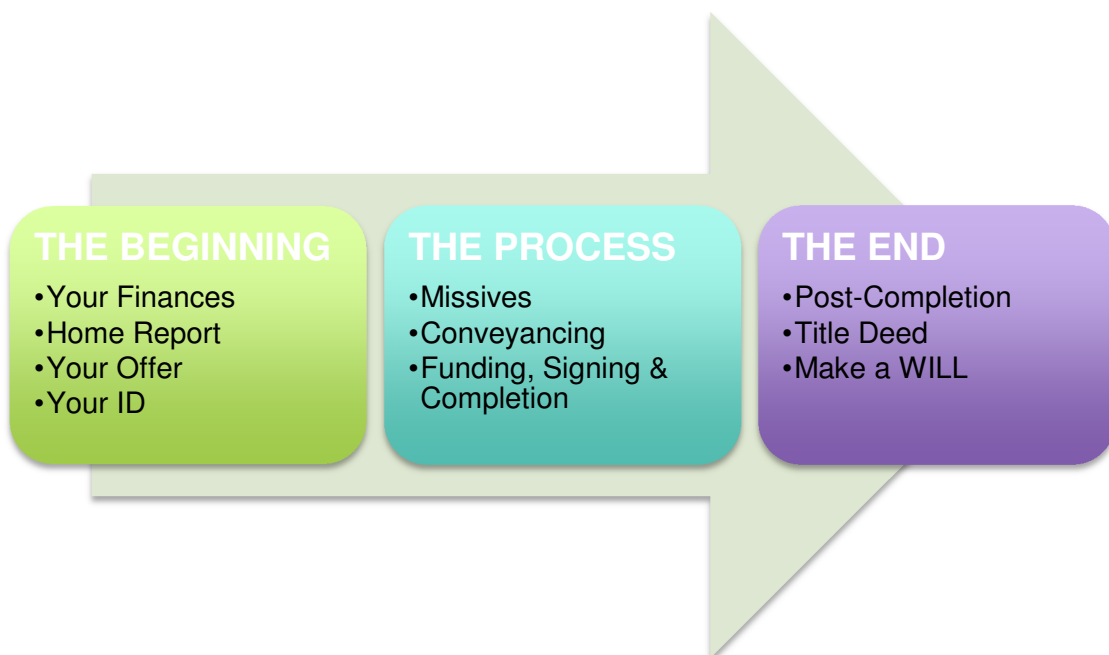 THE BEGINNING
•Your Finances
•Home Report
•Your Offer
•Your ID
THE PROCESS
•Missives
•Conveyancing
•Funding, Signing &
Completion
THE END
•Post-Completion
•Title Deed
•Make a WILL